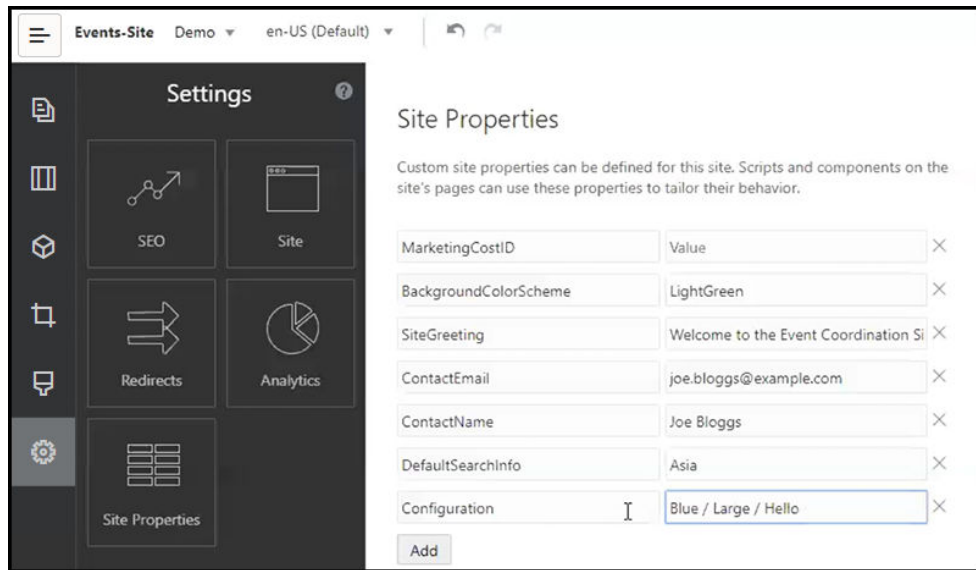 Events-Site Demo en-US (Default)
Settings
SEO
Site
Redirects
Analytics
Site Properties
Site Properties
Custom site properties can be defined for this site. Scripts and components on the
site's pages can use these properties to tailor their behavior.
MarketingCostID Value
BackgroundColorScheme LightGreen
SiteGreeting Welcome to the Event Coordination Si
ContactEmail joe.bloggs@example.com
ContactName Joe Bloggs
DefaultSearchInfo Asia
Configuration Blue / Large / Hello
Add